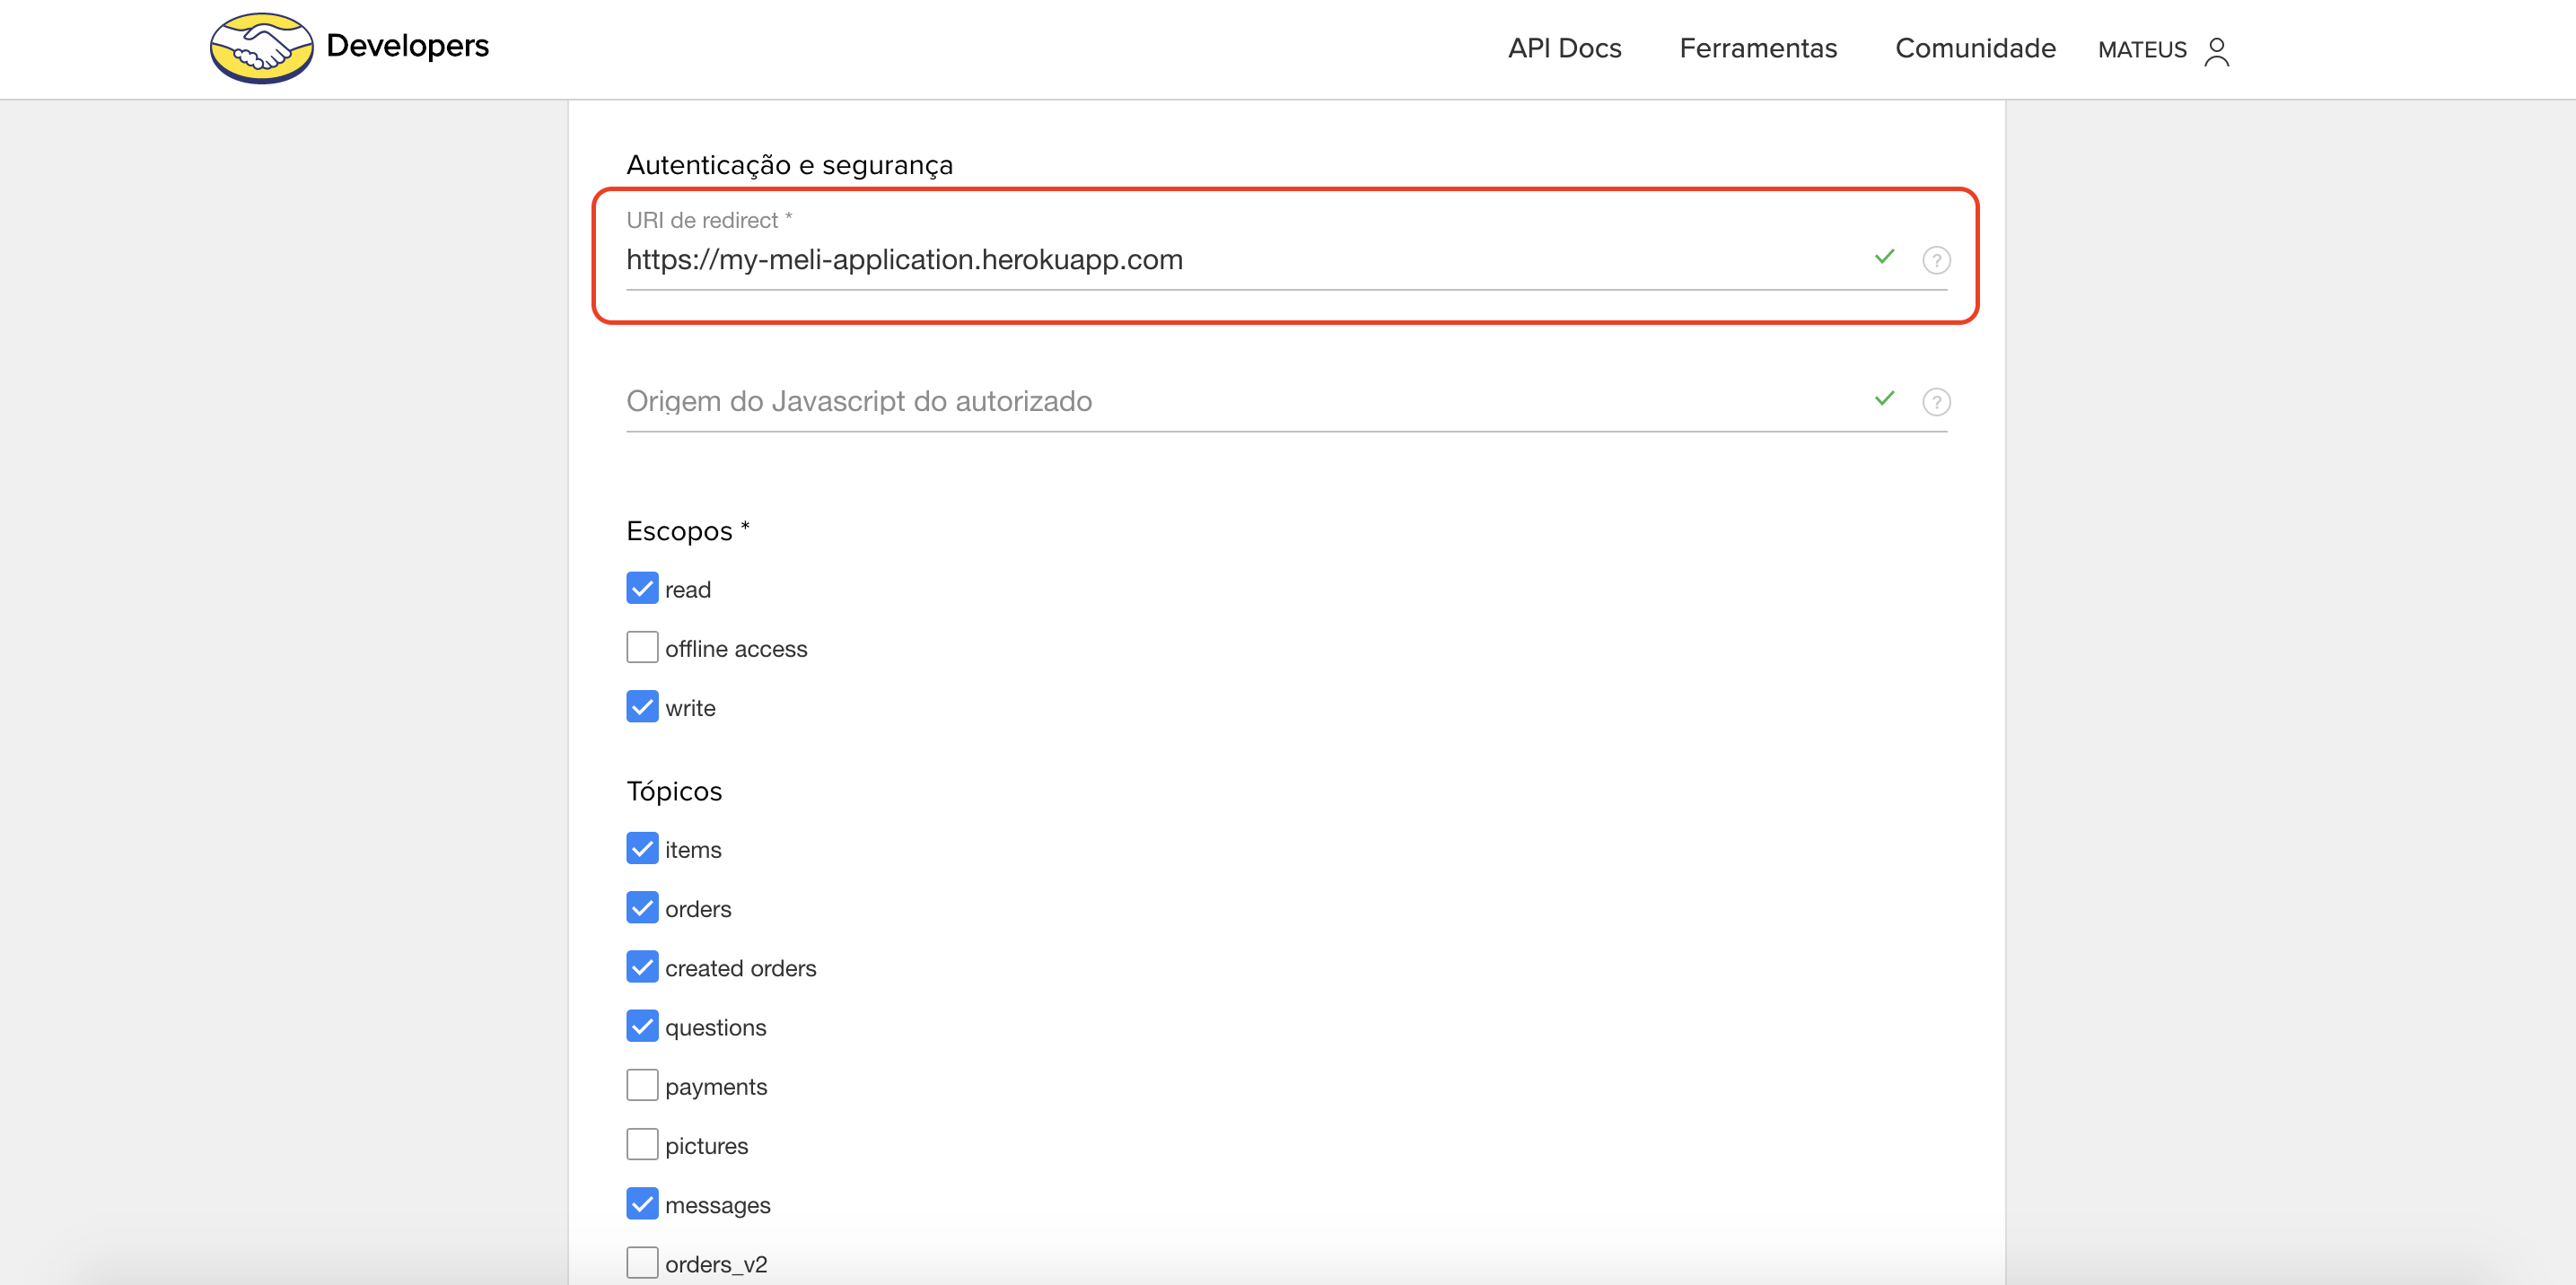 Developers
API Docs
Ferramentas
Comunidade
MATEUS
Autenticação e segurança
URI de redirect *
https://my-meli-application.herokuapp.com
?
Origem do Javascript do autorizado
?
Escopos *
read
offline access
write
Tópicos
items
orders
created orders
questions
payments
pictures
messages
orders_v2